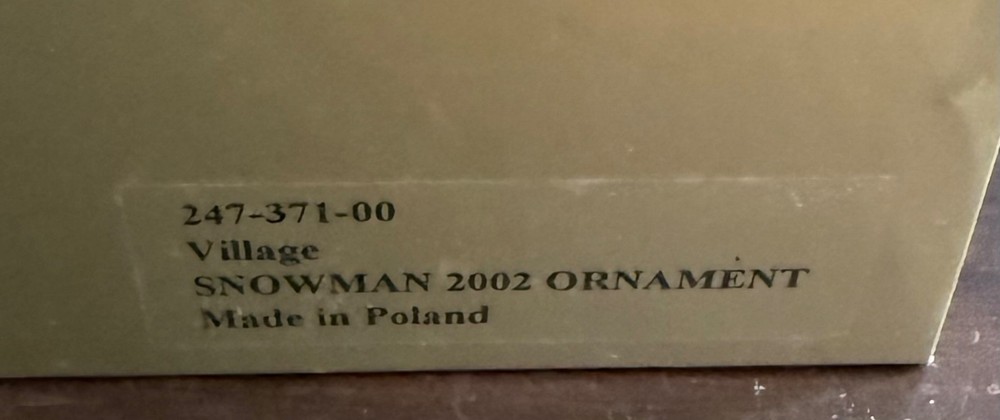 247-371-00
Village
SNOWMAN 2002 ORNAMENT
Made in Poland